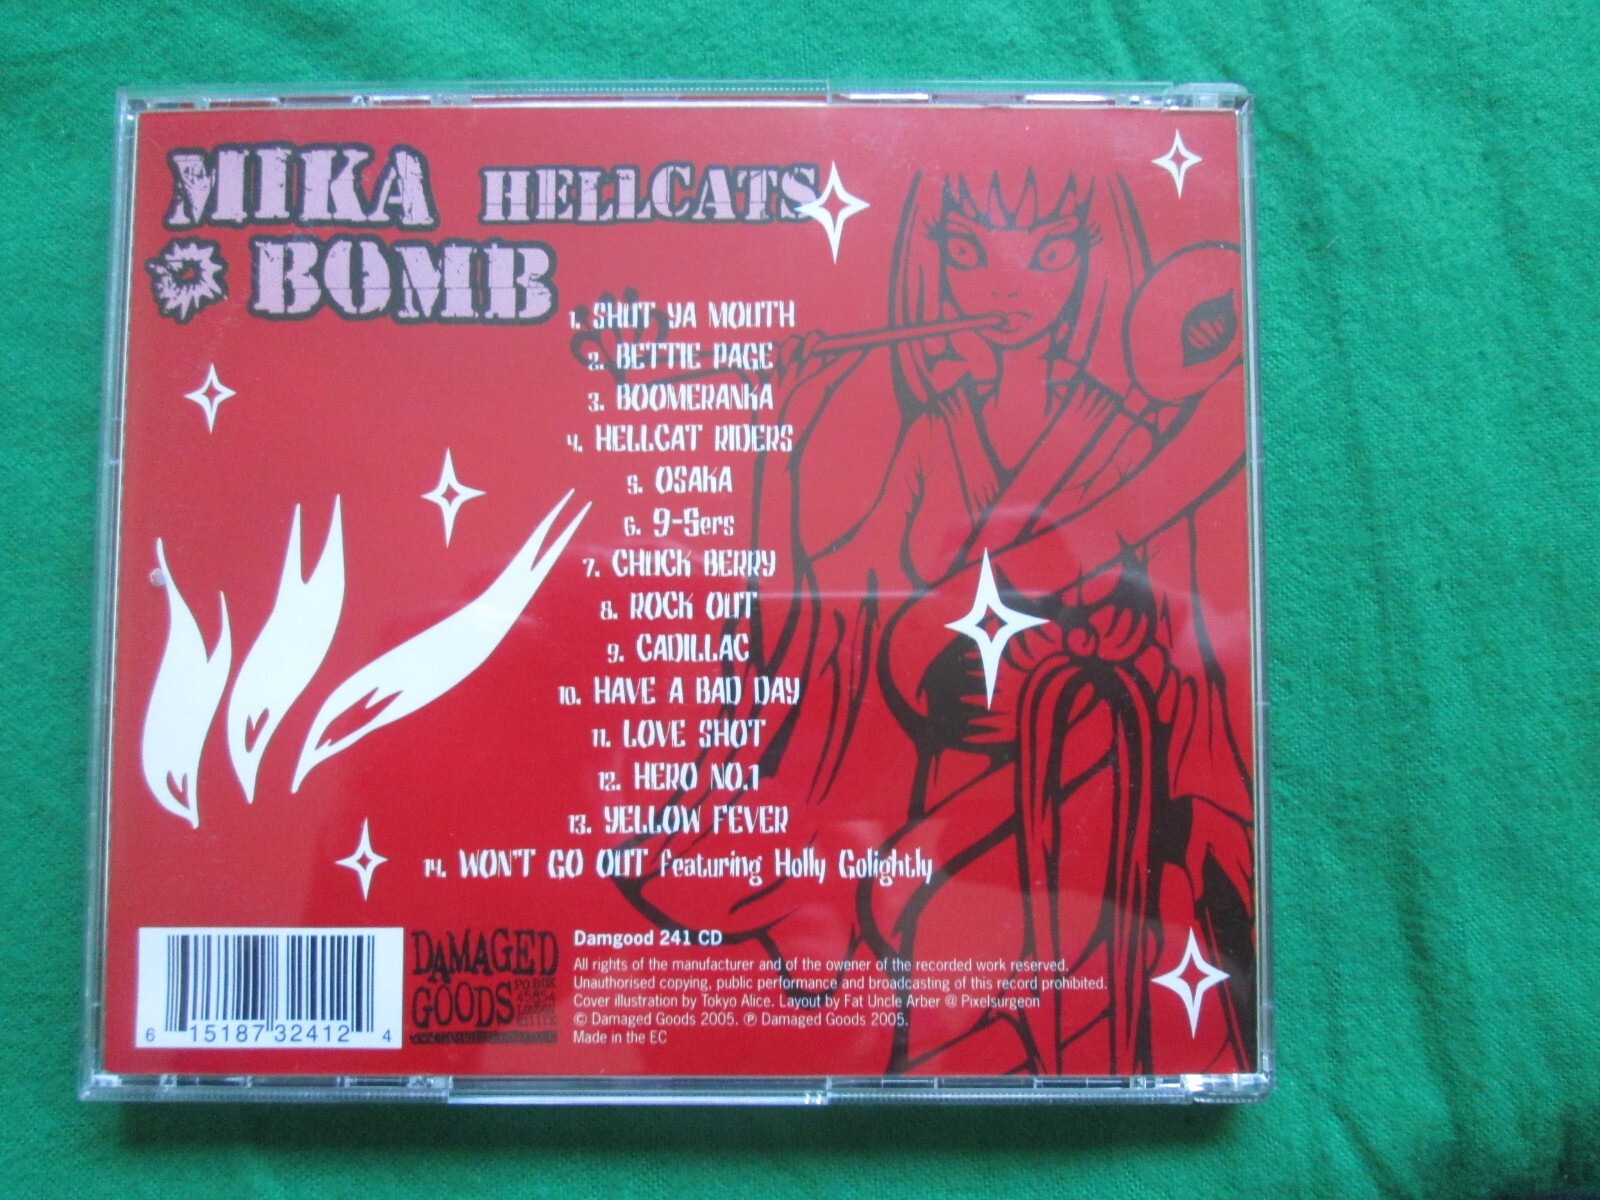 MIKA
BOMB
HELLCATS
1. SHUT YA MOUTH
2. BETTIE PAGE
3. BOOMERANKA
4. HELLCAT RIDERS
5. OSAKA
6. 9-5ers
7. CHUCK BERRY
8. ROCK OUT
9. CADILLAC
10. HAVE A BAD DAY
11. LOVE SHOT
12. HERO NO.1
13. YELLOW FEVER
14. WON'T GO OUT featuring Holly Golightly
6 15187 32412 4
DAMAGED
GOODS
PO BOX
LONDON
Damgood 241 CD
All rights of the manufacturer and of the owener of the recorded work reserved.
Unauthorised copying, public performance and broadcasting of this record prohibited.
Cover illustration by Tokyo Alice. Layout by Fat Uncle Arber @ Pixelsurgeon
© Damaged Goods 2005. ℗ Damaged Goods 2005.
Made in the EC